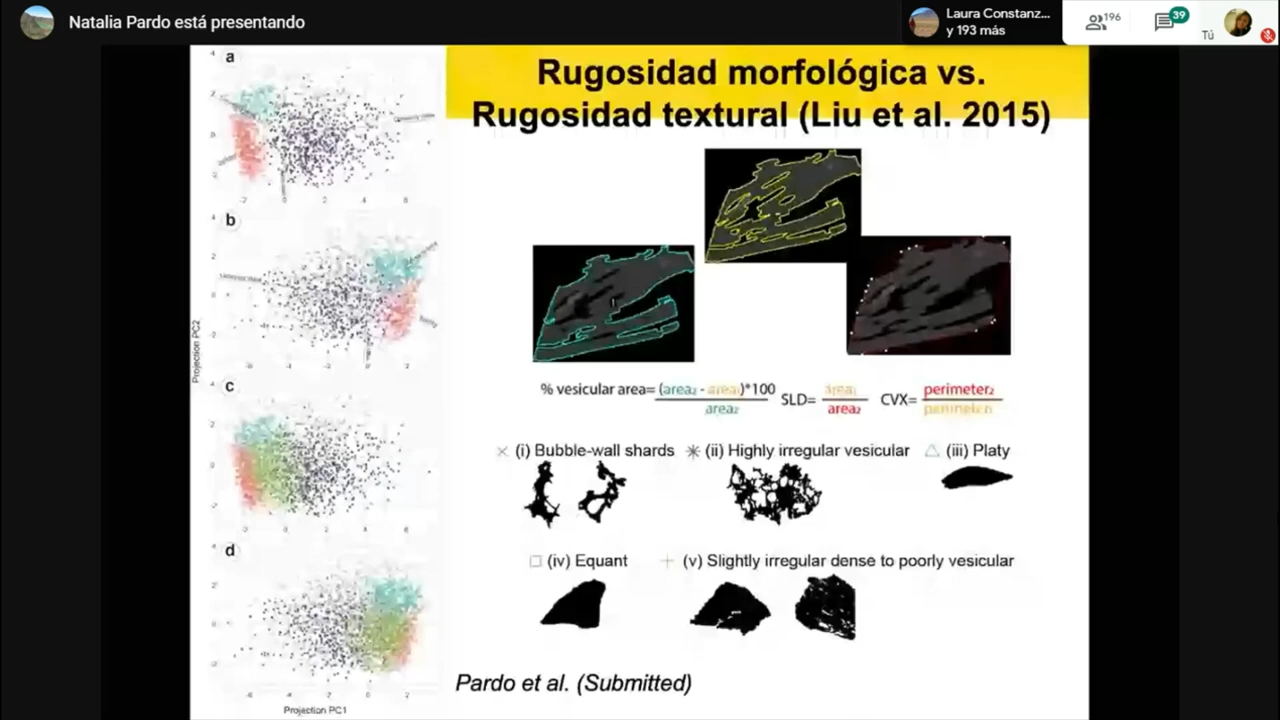 Natalia Pardo está presentando
Laura Constanz...
y 193 más
196
39
Tú
Rugosidad morfológica vs.
Rugosidad textural (Liu et al. 2015)
a
b
c
d
Projection PC2
Projection PC1
% vesicular area= (area₂ - area₁)*100
area₂
SLD= area₁
area₂
CVX= perimeter₂
perimeter₁
(i) Bubble-wall shards
(ii) Highly irregular vesicular
(iii) Platy
(iv) Equant
(v) Slightly irregular dense to poorly vesicular
Pardo et al. (Submitted)